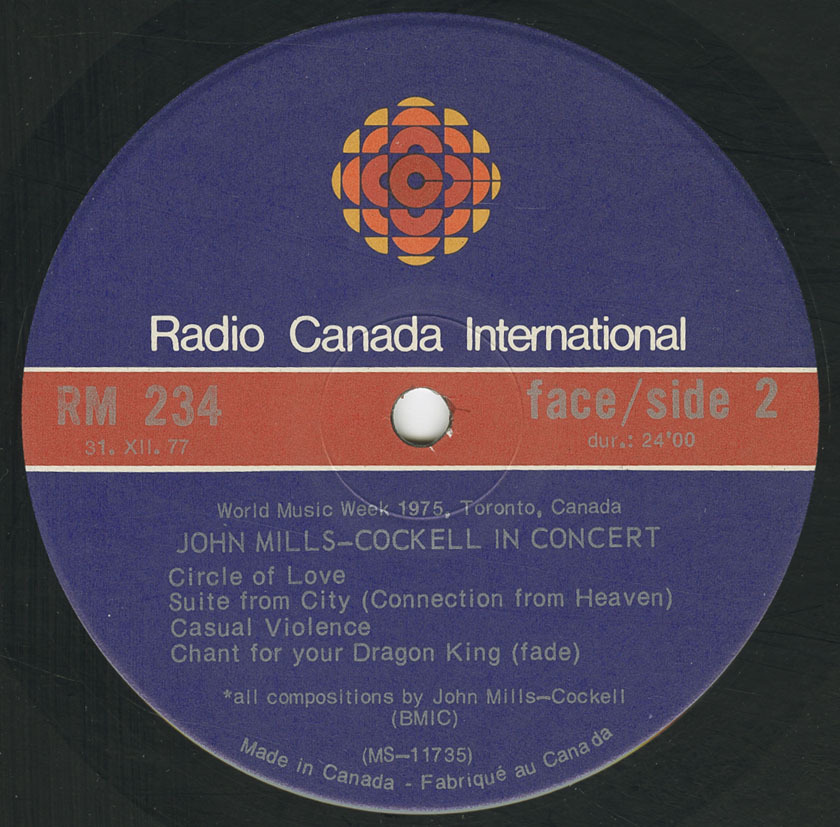 Radio Canada International
RM 234
31. XII. 77
face/side 2
dur.: 24'00
World Music Week 1975, Toronto, Canada
JOHN MILLS-COCKELL IN CONCERT
Circle of Love
Suite from City (Connection from Heaven)
Casual Violence
Chant for your Dragon King (fade)
*all compositions by John Mills-Cockell
(BMIC)
(MS-11735)
Made in Canada - Fabriqué au Canada